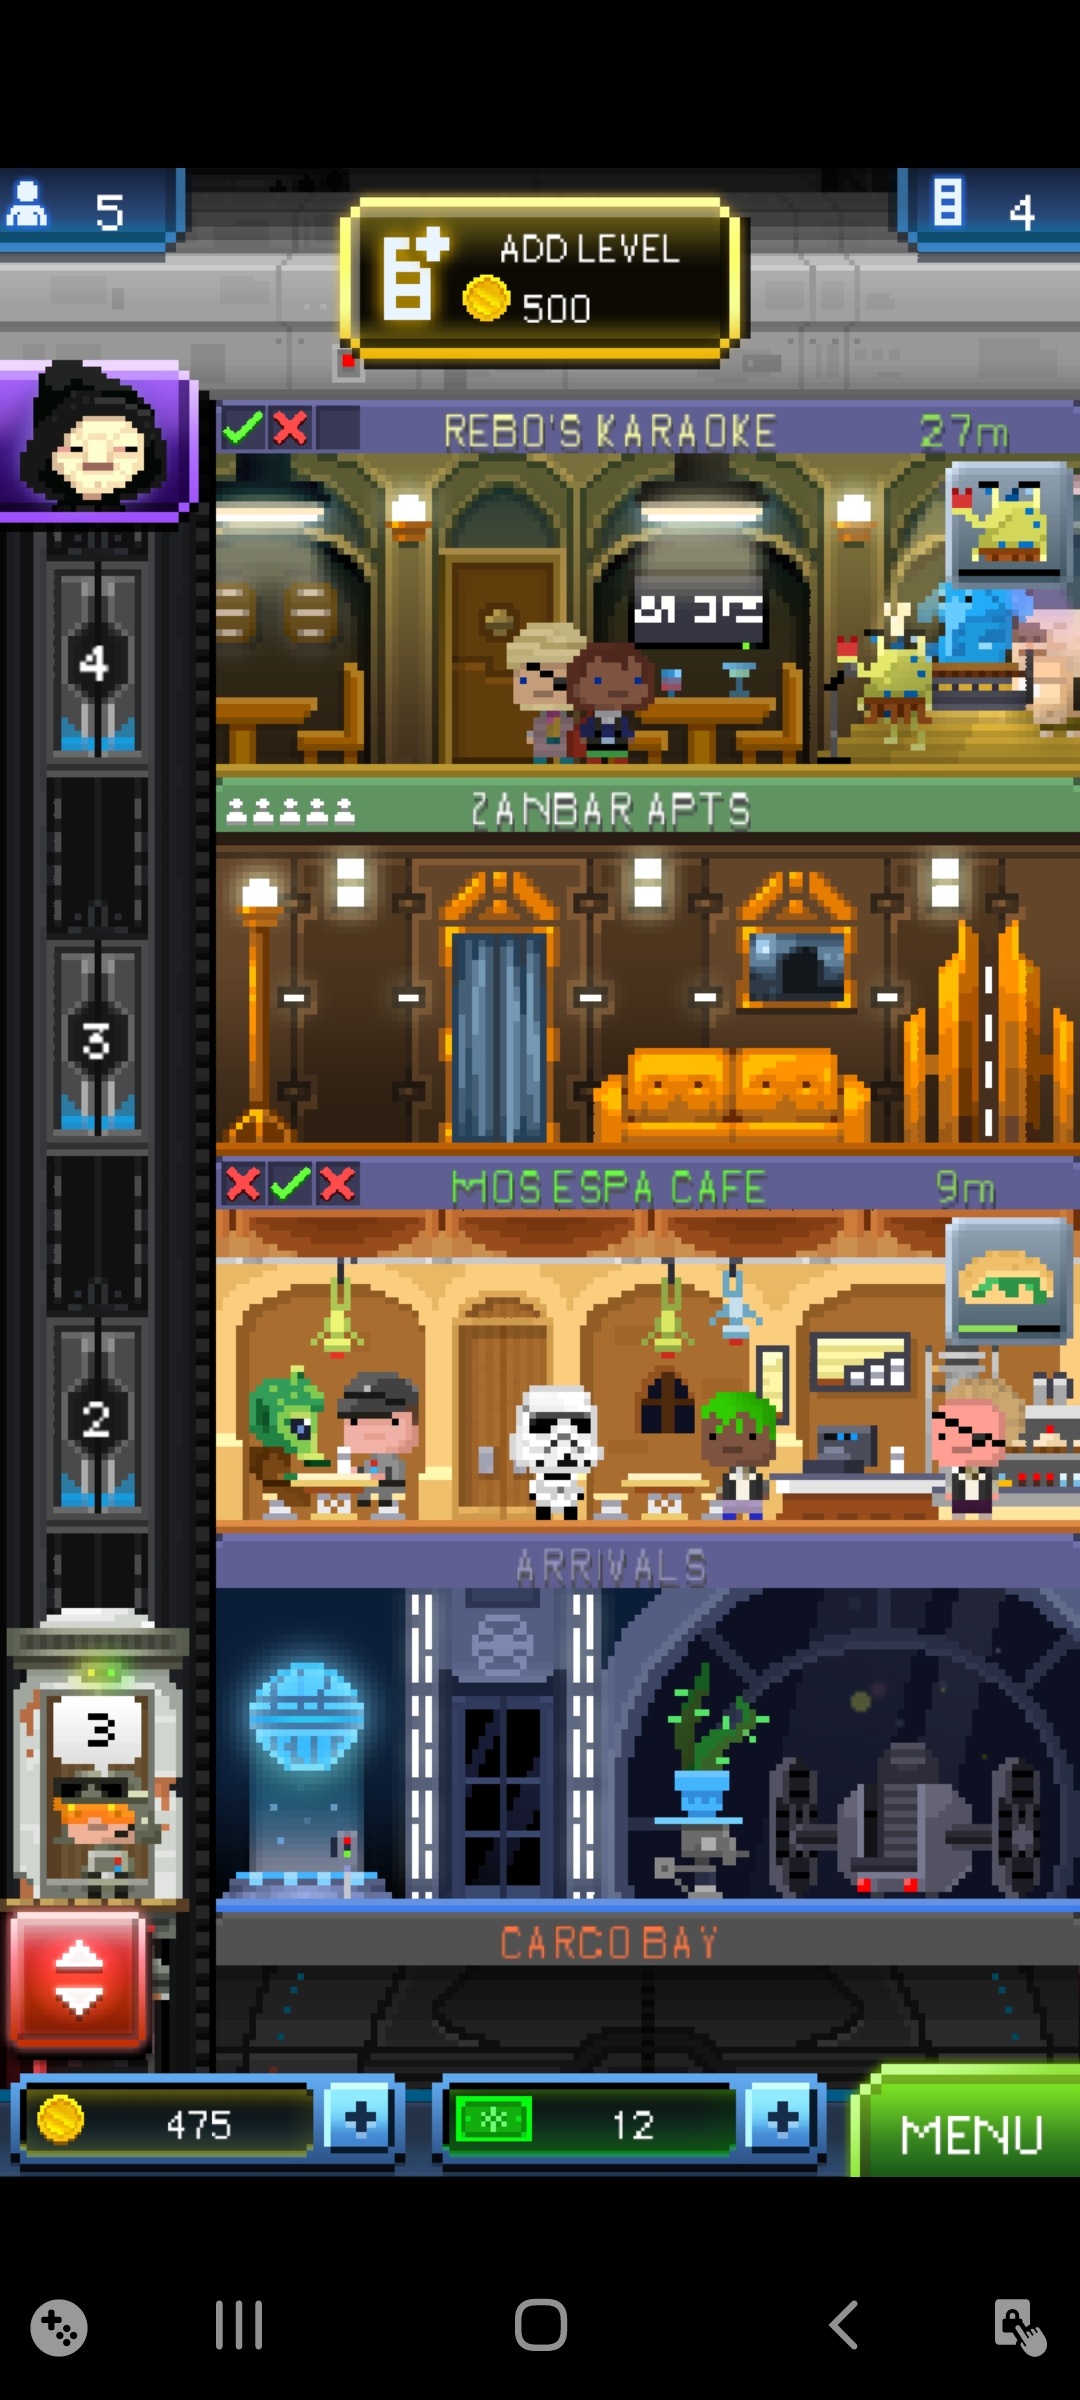 5
4
ADD LEVEL
500
REBO'S KARAOKE
27m
4
ZANBAR APTS
3
MOS ESPA CAFE
9m
2
ARRIVALS
3
CARGO BAY
475
12
MENU